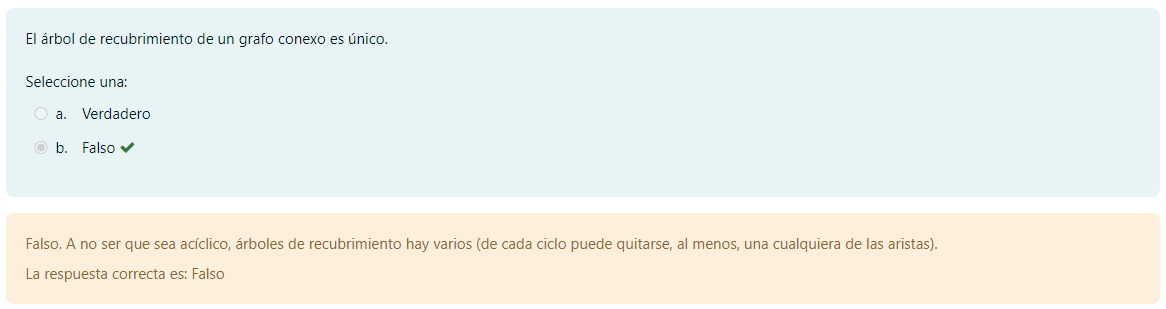 El árbol de recubrimiento de un grafo conexo es único.
Seleccione una:
a. Verdadero
b. Falso
Falso. A no ser que sea acíclico, árboles de recubrimiento hay varios (de cada ciclo puede quitarse, al menos, una cualquiera de las aristas).
La respuesta correcta es: Falso